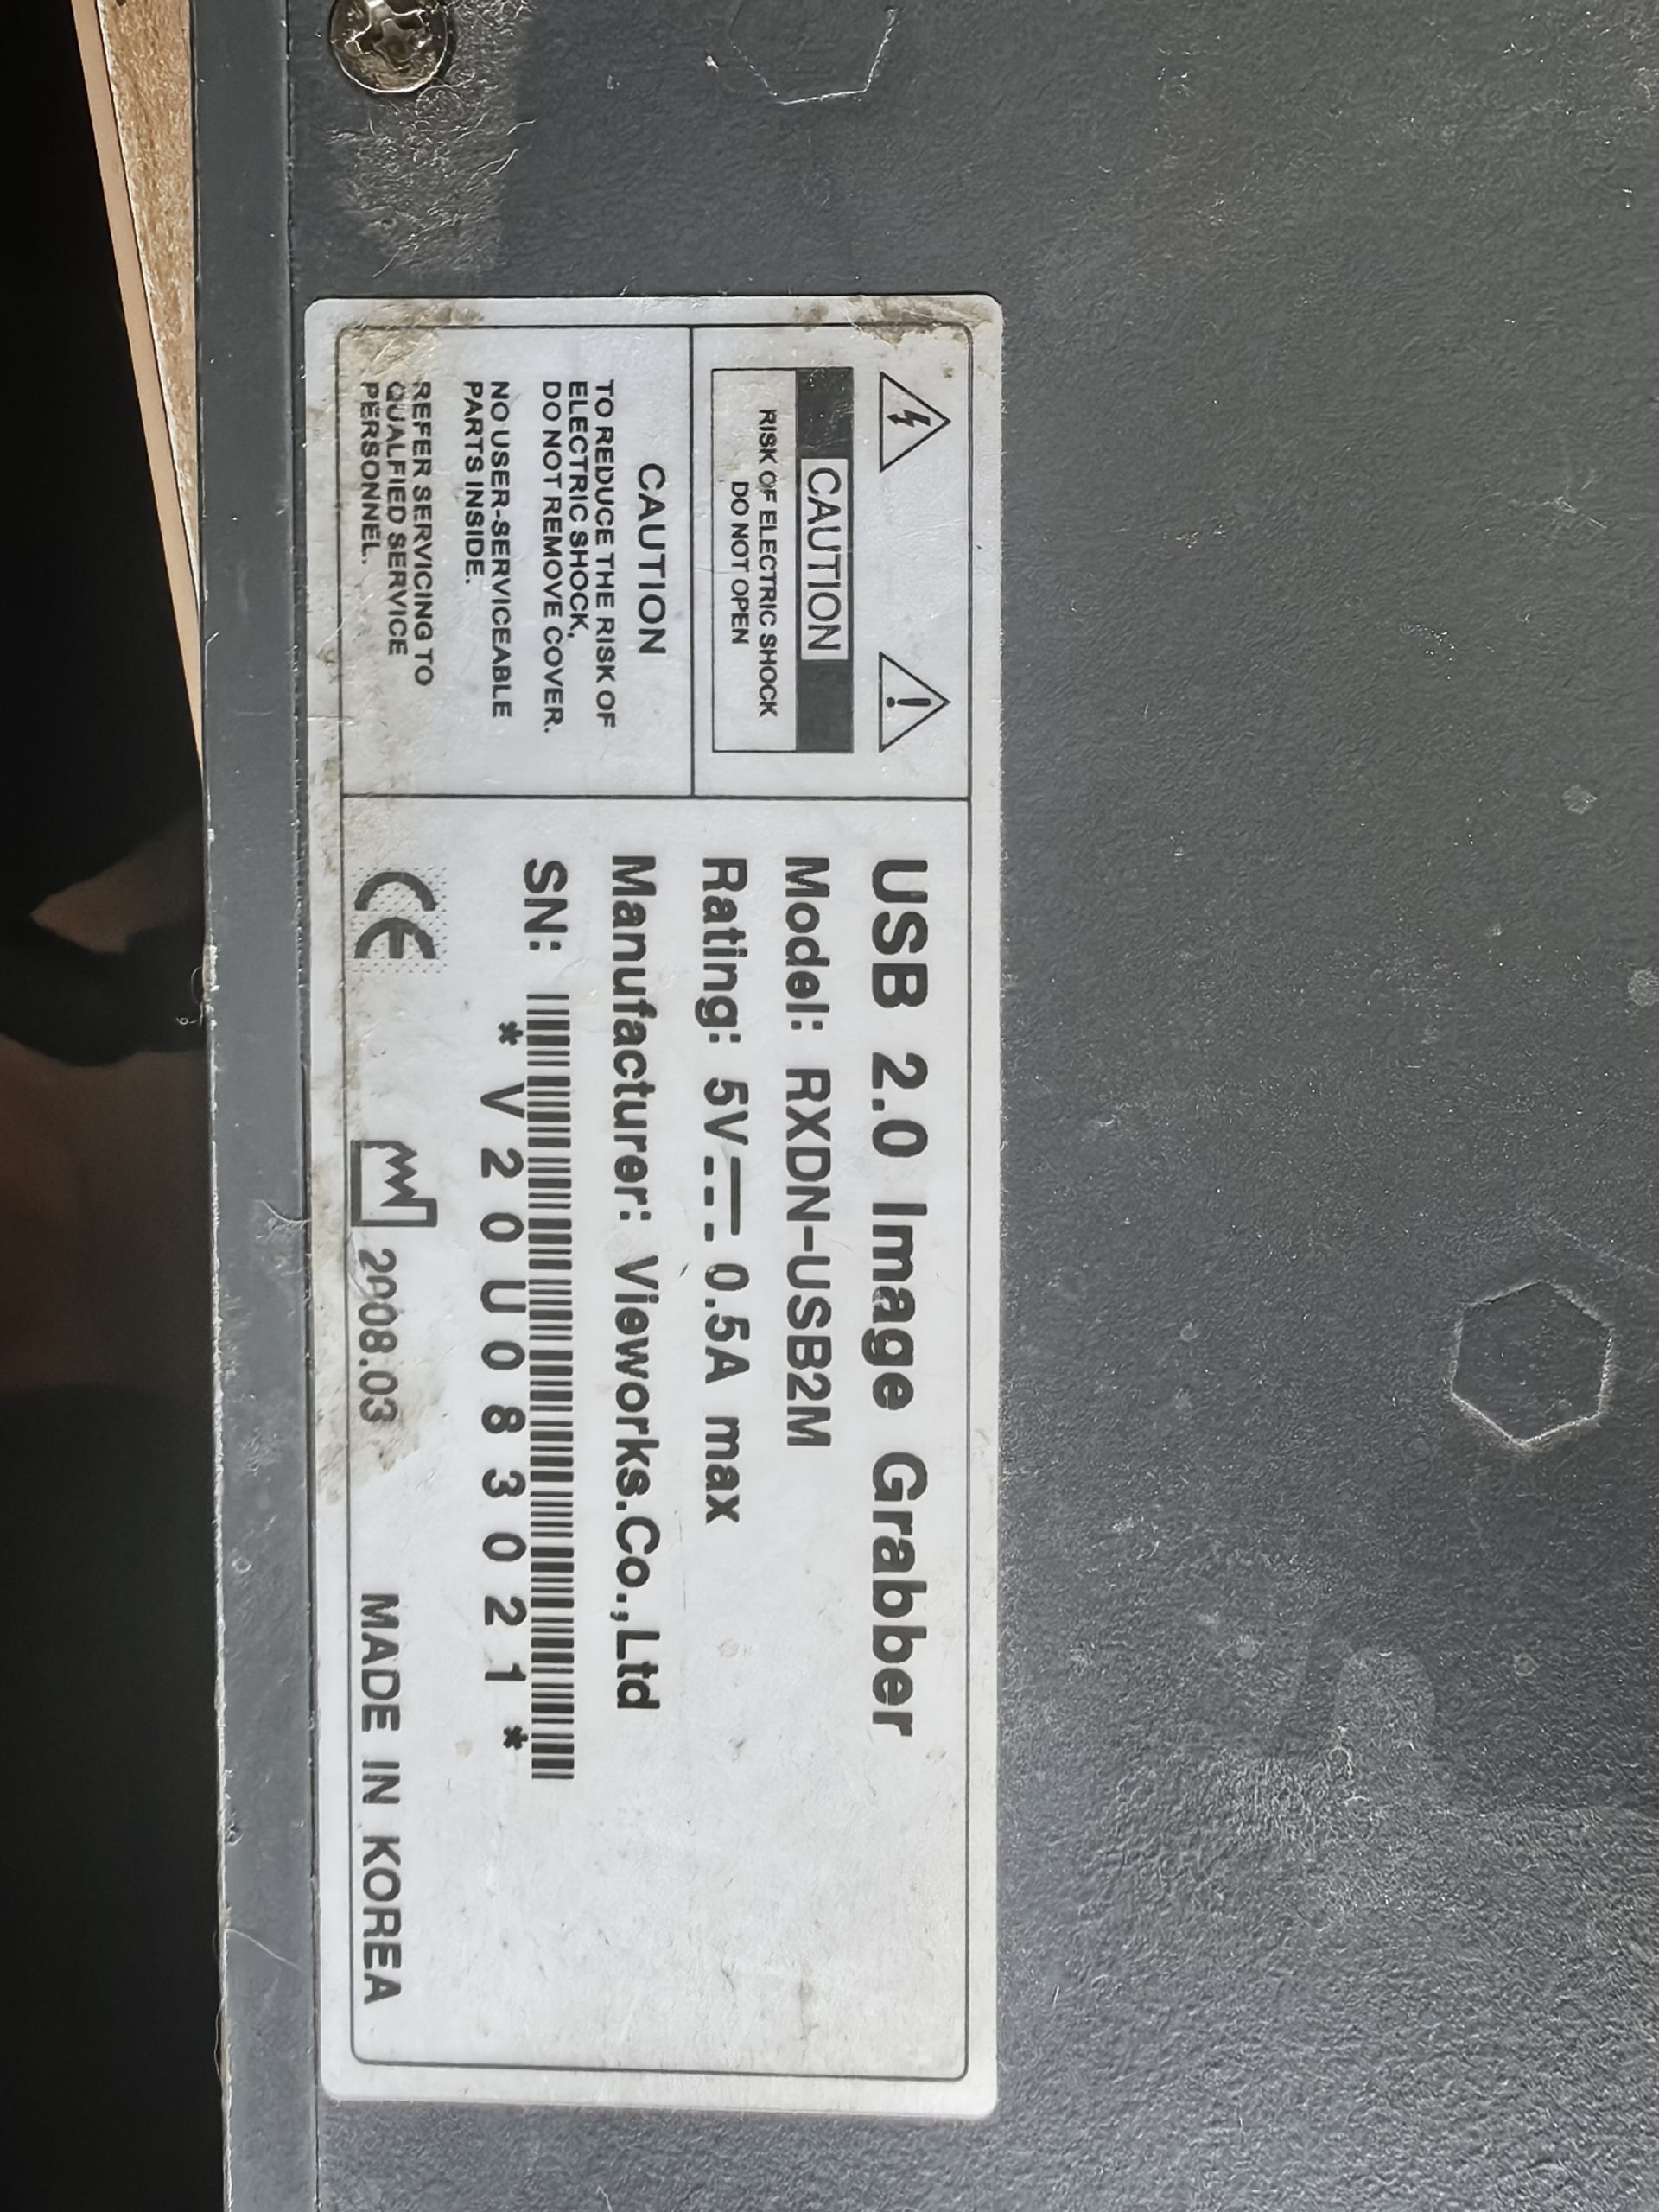 CAUTION
RISK OF ELECTRIC SHOCK
DO NOT OPEN
CAUTION
TO REDUCE THE RISK OF
ELECTRIC SHOCK,
DO NOT REMOVE COVER.
NO USER-SERVICEABLE
PARTS INSIDE.
REFER SERVICING TO
QUALFIED SERVICE
PERSONNEL.
USB 2.0 Image Grabber
Model: RXDN-USB2M
Rating: 5V⎓0.5A max
Manufacturer: Vieworks.Co.,Ltd
SN:
*V20U083021*
CE 2008.03 MADE IN KOREA